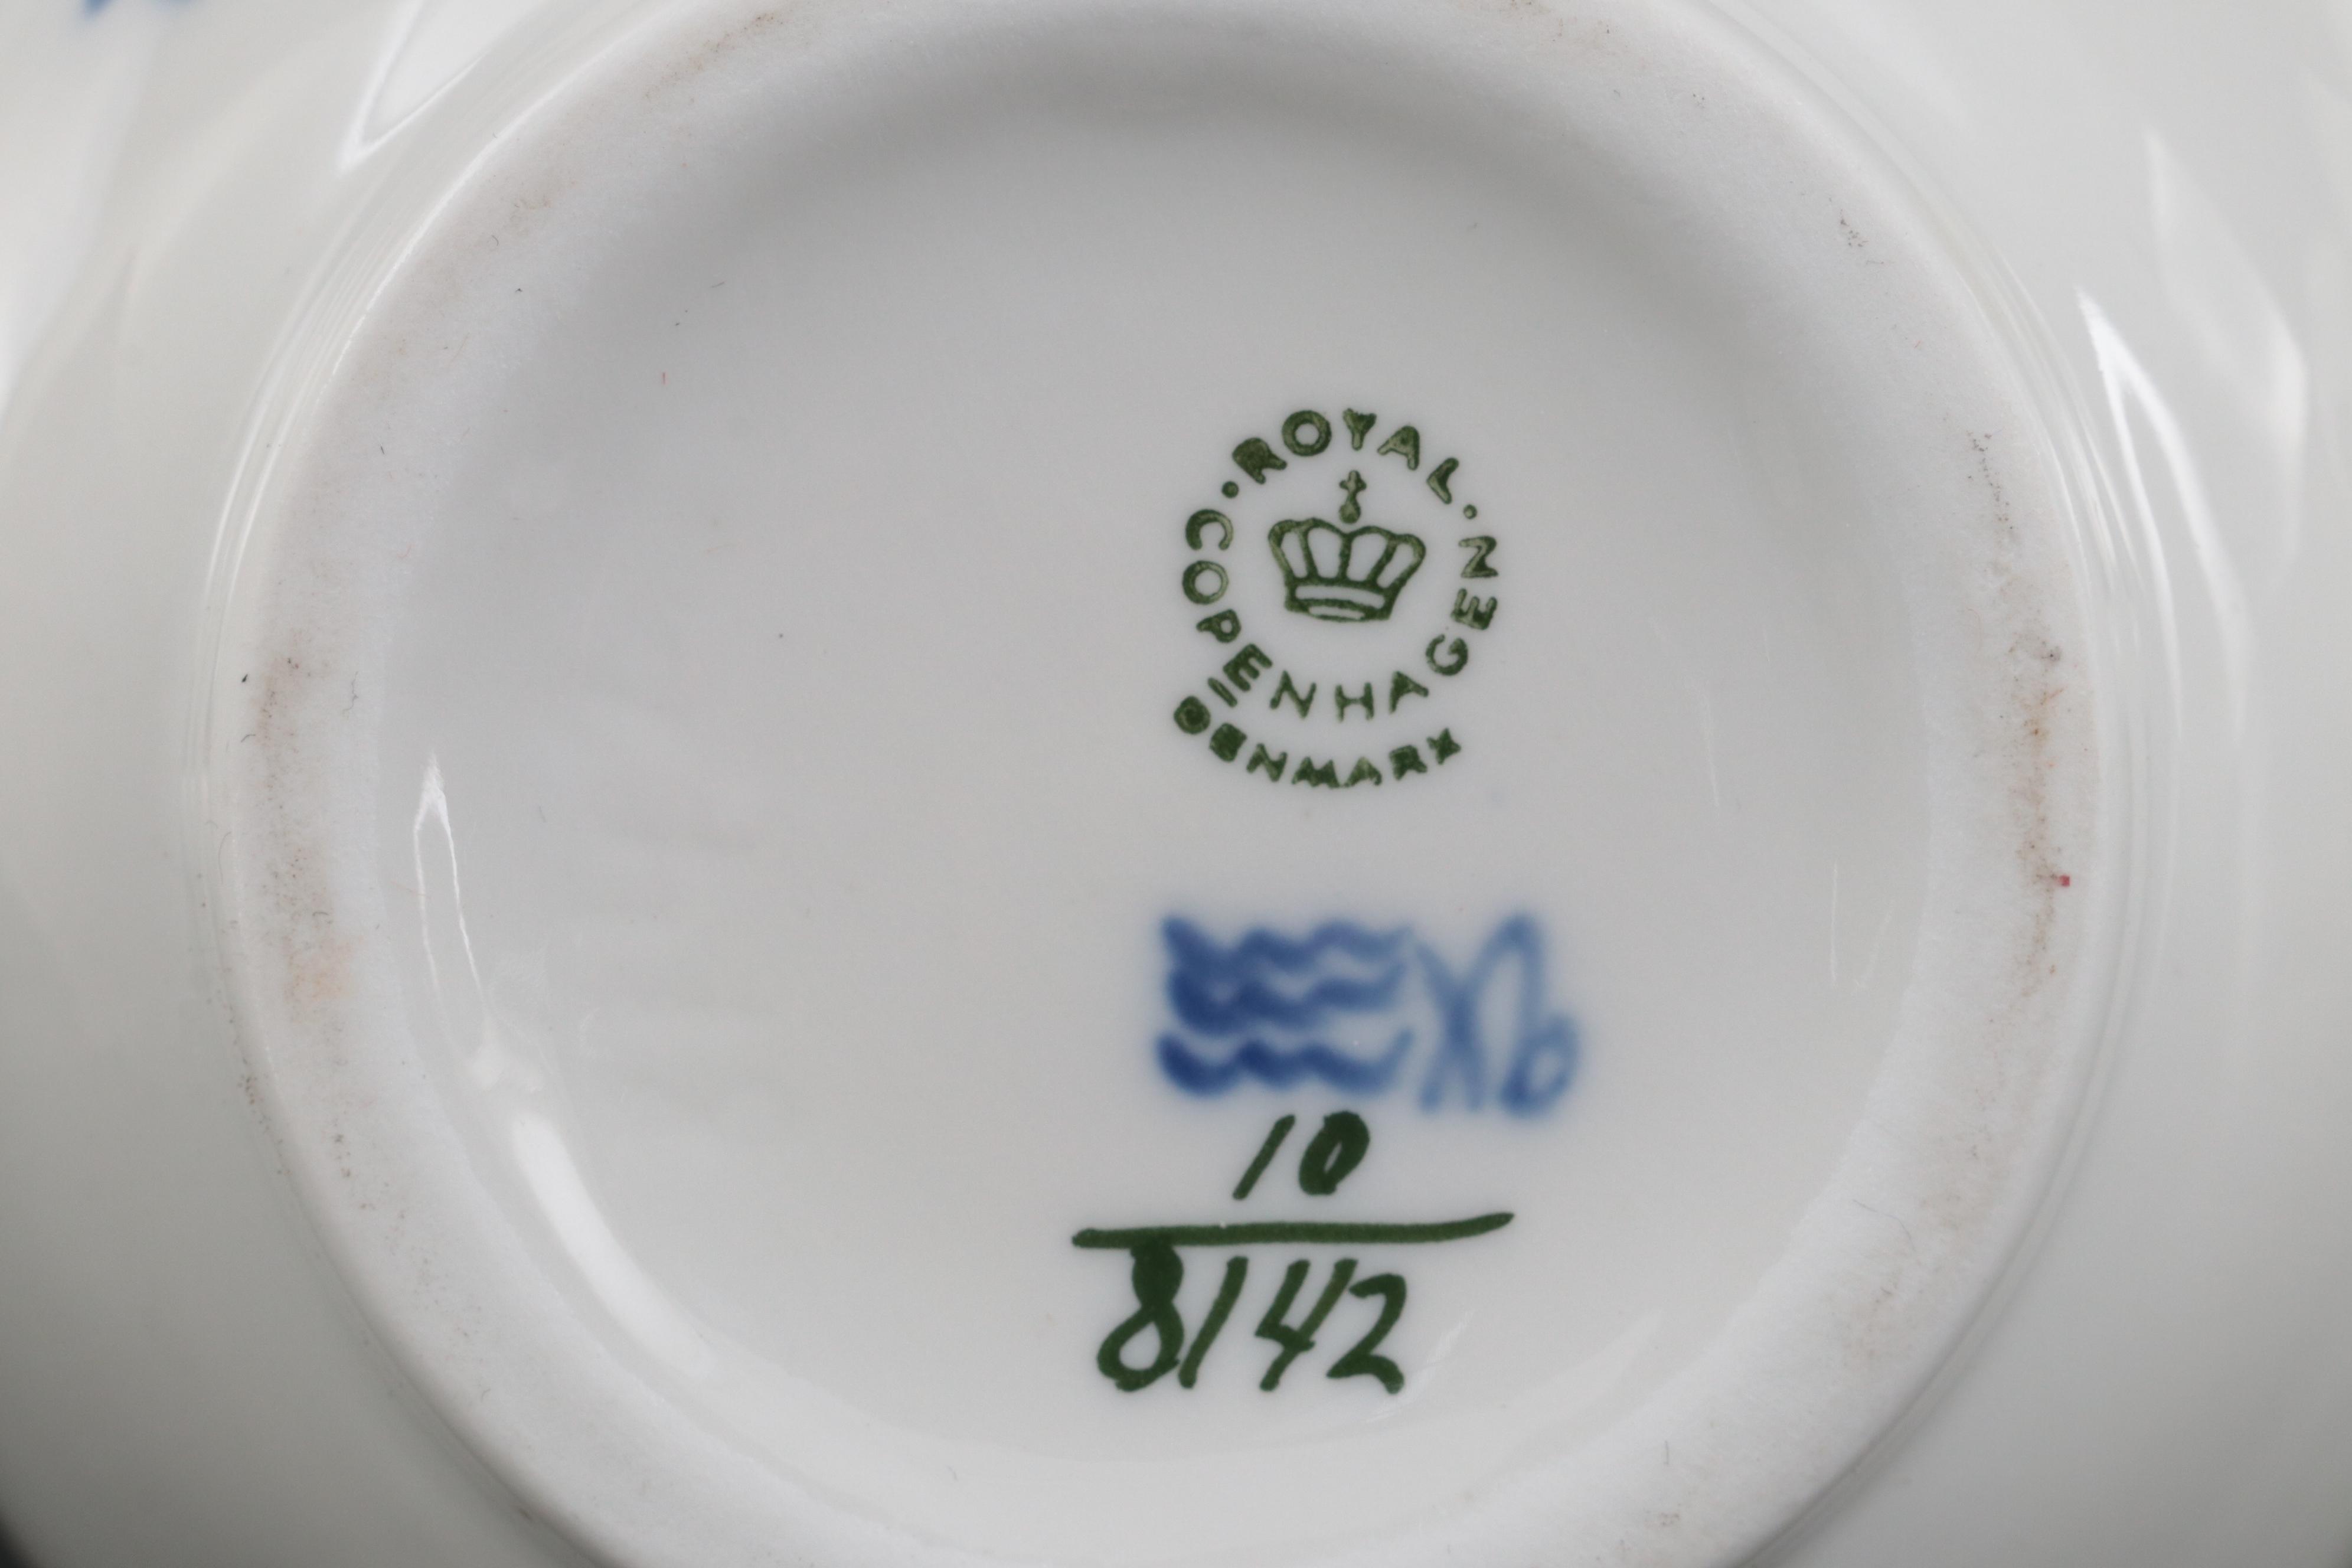 · ROYAL ·
COPENHAGEN
DENMARK
10
8142